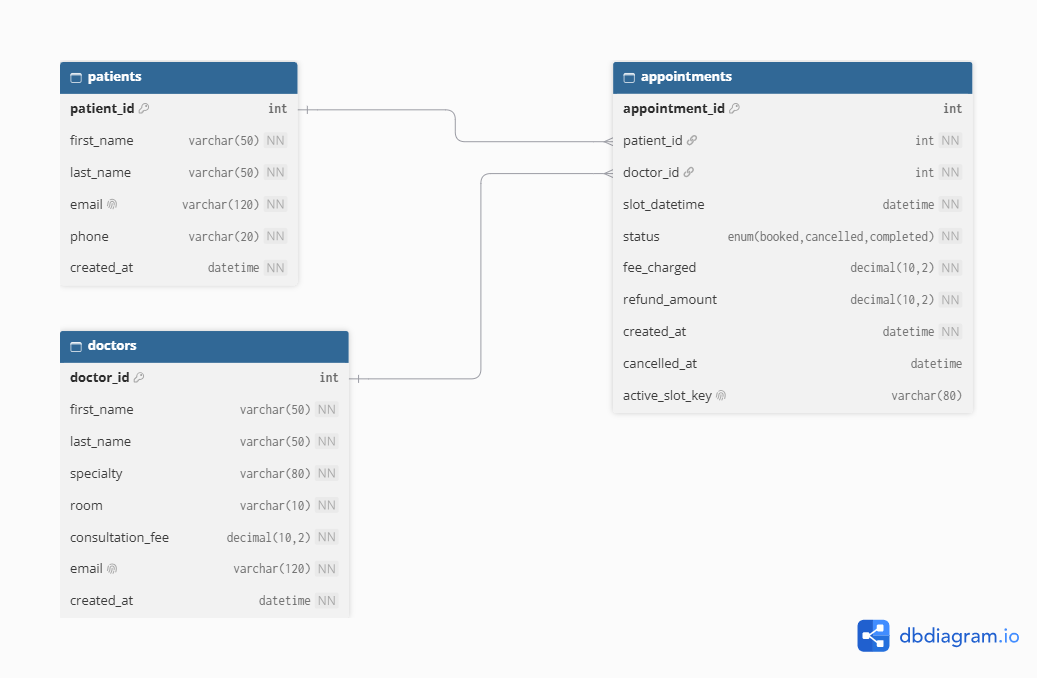 patients
patient_id int
first_name varchar(50) NN
last_name varchar(50) NN
email varchar(120) NN
phone varchar(20) NN
created_at datetime NN
doctors
doctor_id int
first_name varchar(50) NN
last_name varchar(50) NN
specialty varchar(80) NN
room varchar(10) NN
consultation_fee decimal(10,2) NN
email varchar(120) NN
created_at datetime NN
appointments
appointment_id int
patient_id int NN
doctor_id int NN
slot_datetime datetime NN
status enum(booked,cancelled,completed) NN
fee_charged decimal(10,2) NN
refund_amount decimal(10,2) NN
created_at datetime NN
cancelled_at datetime
active_slot_key varchar(80)
dbdiagram.io